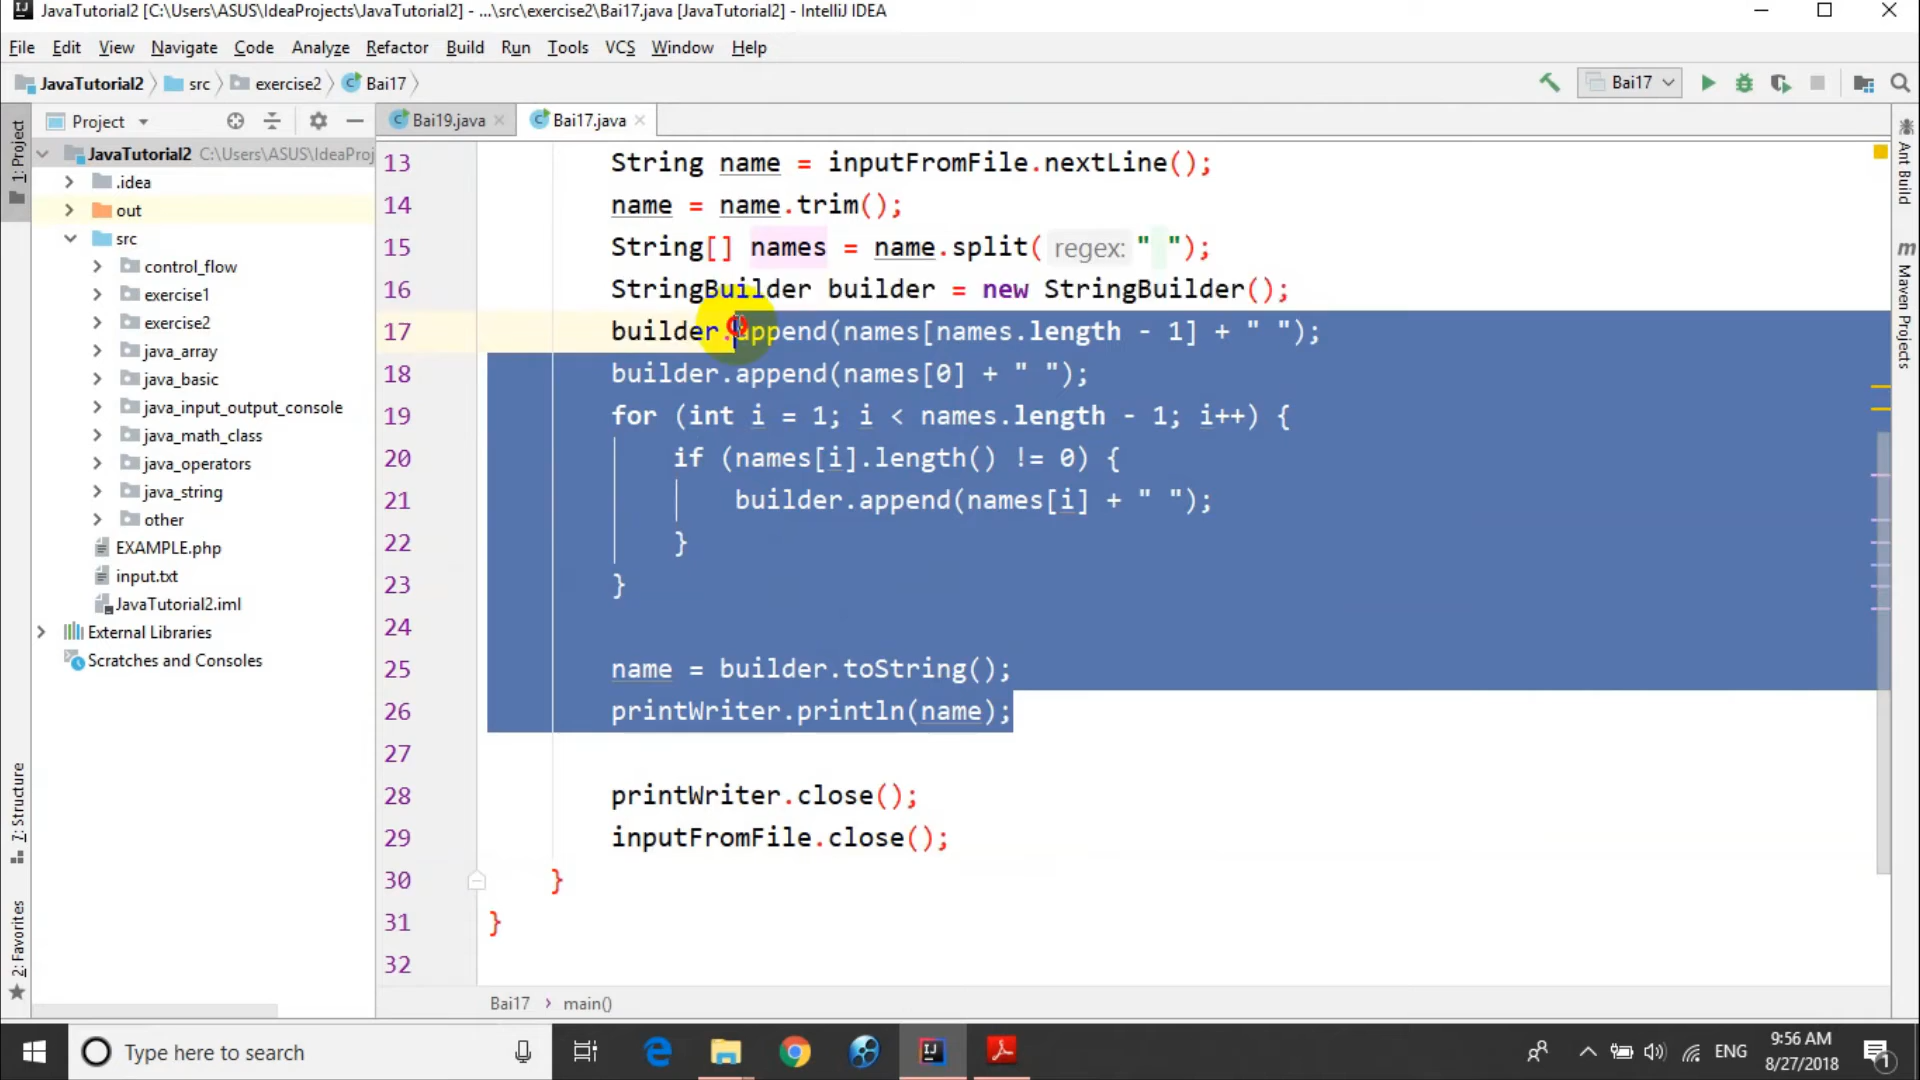 JavaTutorial2 [C:\Users\ASUS\IdeaProjects\JavaTutorial2] - ...\src\exercise2\Bai17.java [JavaTutorial2] - IntelliJ IDEA
File Edit View Navigate Code Analyze Refactor Build Run Tools VCS Window Help
JavaTutorial2 src exercise2 Bai17
Bai17
1: Project
7: Structure
2: Favorites
Project
JavaTutorial2 C:\Users\ASUS\IdeaProj
.idea
out
src
control_flow
exercise1
exercise2
java_array
java_basic
java_input_output_console
java_math_class
java_operators
java_string
other
EXAMPLE.php
input.txt
JavaTutorial2.iml
External Libraries
Scratches and Consoles
Bai19.java Bai17.java
13 String name = inputFromFile.nextLine();
14 name = name.trim();
15 String[] names = name.split( regex: " ");
16 StringBuilder builder = new StringBuilder();
17 builder.append(names[names.length - 1] + " ");
18 builder.append(names[0] + " ");
19 for (int i = 1; i < names.length - 1; i++) {
20 if (names[i].length() != 0) {
21 builder.append(names[i] + " ");
22 }
23 }
24
25 name = builder.toString();
26 printWriter.println(name);
27
28 printWriter.close();
29 inputFromFile.close();
30 }
31 }
32
Bai17 › main()
Ant Build
m Maven Projects
Type here to search
ENG
9:56 AM
8/27/2018
1